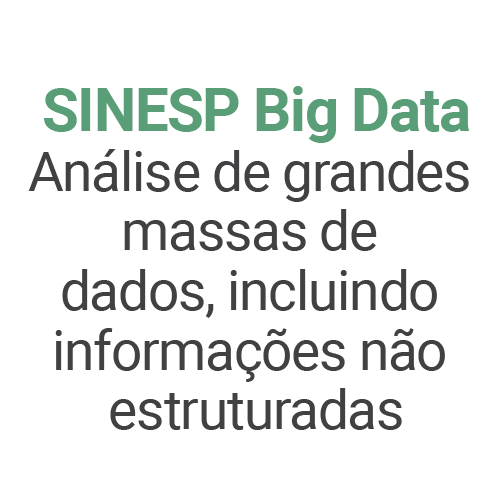 SINESP Big Data
Análise de grandes
massas de
dados, incluindo
informações não
estruturadas